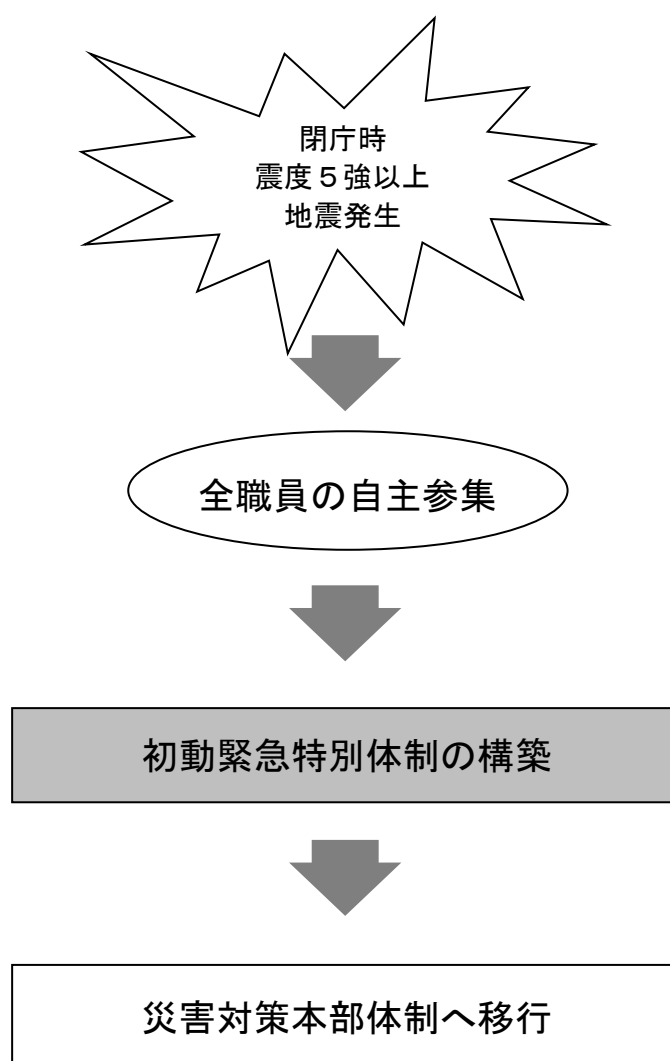 閉庁時
震度５強以上
地震発生
全職員の自主参集
初動緊急特別体制の構築
災害対策本部体制へ移行